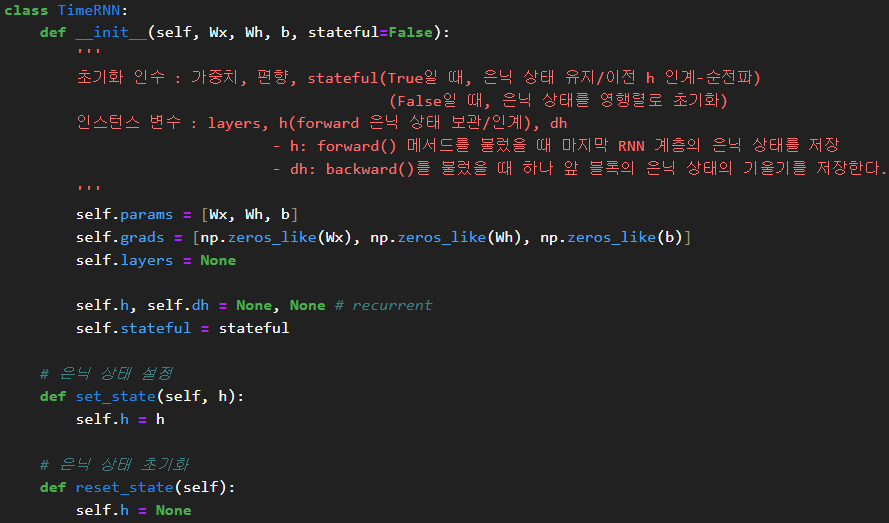 class TimeRNN:
    def __init__(self, Wx, Wh, b, stateful=False):
        '''
        초기화 인수 : 가중치, 편향, stateful(True일 때, 은닉 상태 유지/이전 h 인계-순전파)
                                           (False일 때, 은닉 상태를 영행렬로 초기화)
        인스턴스 변수 : layers, h(forward 은닉 상태 보관/인계), dh
                              - h: forward() 메서드를 불렀을 때 마지막 RNN 계층의 은닉 상태를 저장
                              - dh: backward()를 불렀을 때 하나 앞 블록의 은닉 상태의 기울기를 저장한다.
        '''
        self.params = [Wx, Wh, b]
        self.grads = [np.zeros_like(Wx), np.zeros_like(Wh), np.zeros_like(b)]
        self.layers = None

        self.h, self.dh = None, None # recurrent
        self.stateful = stateful

    # 은닉 상태 설정
    def set_state(self, h):
        self.h = h

    # 은닉 상태 초기화
    def reset_state(self):
        self.h = None